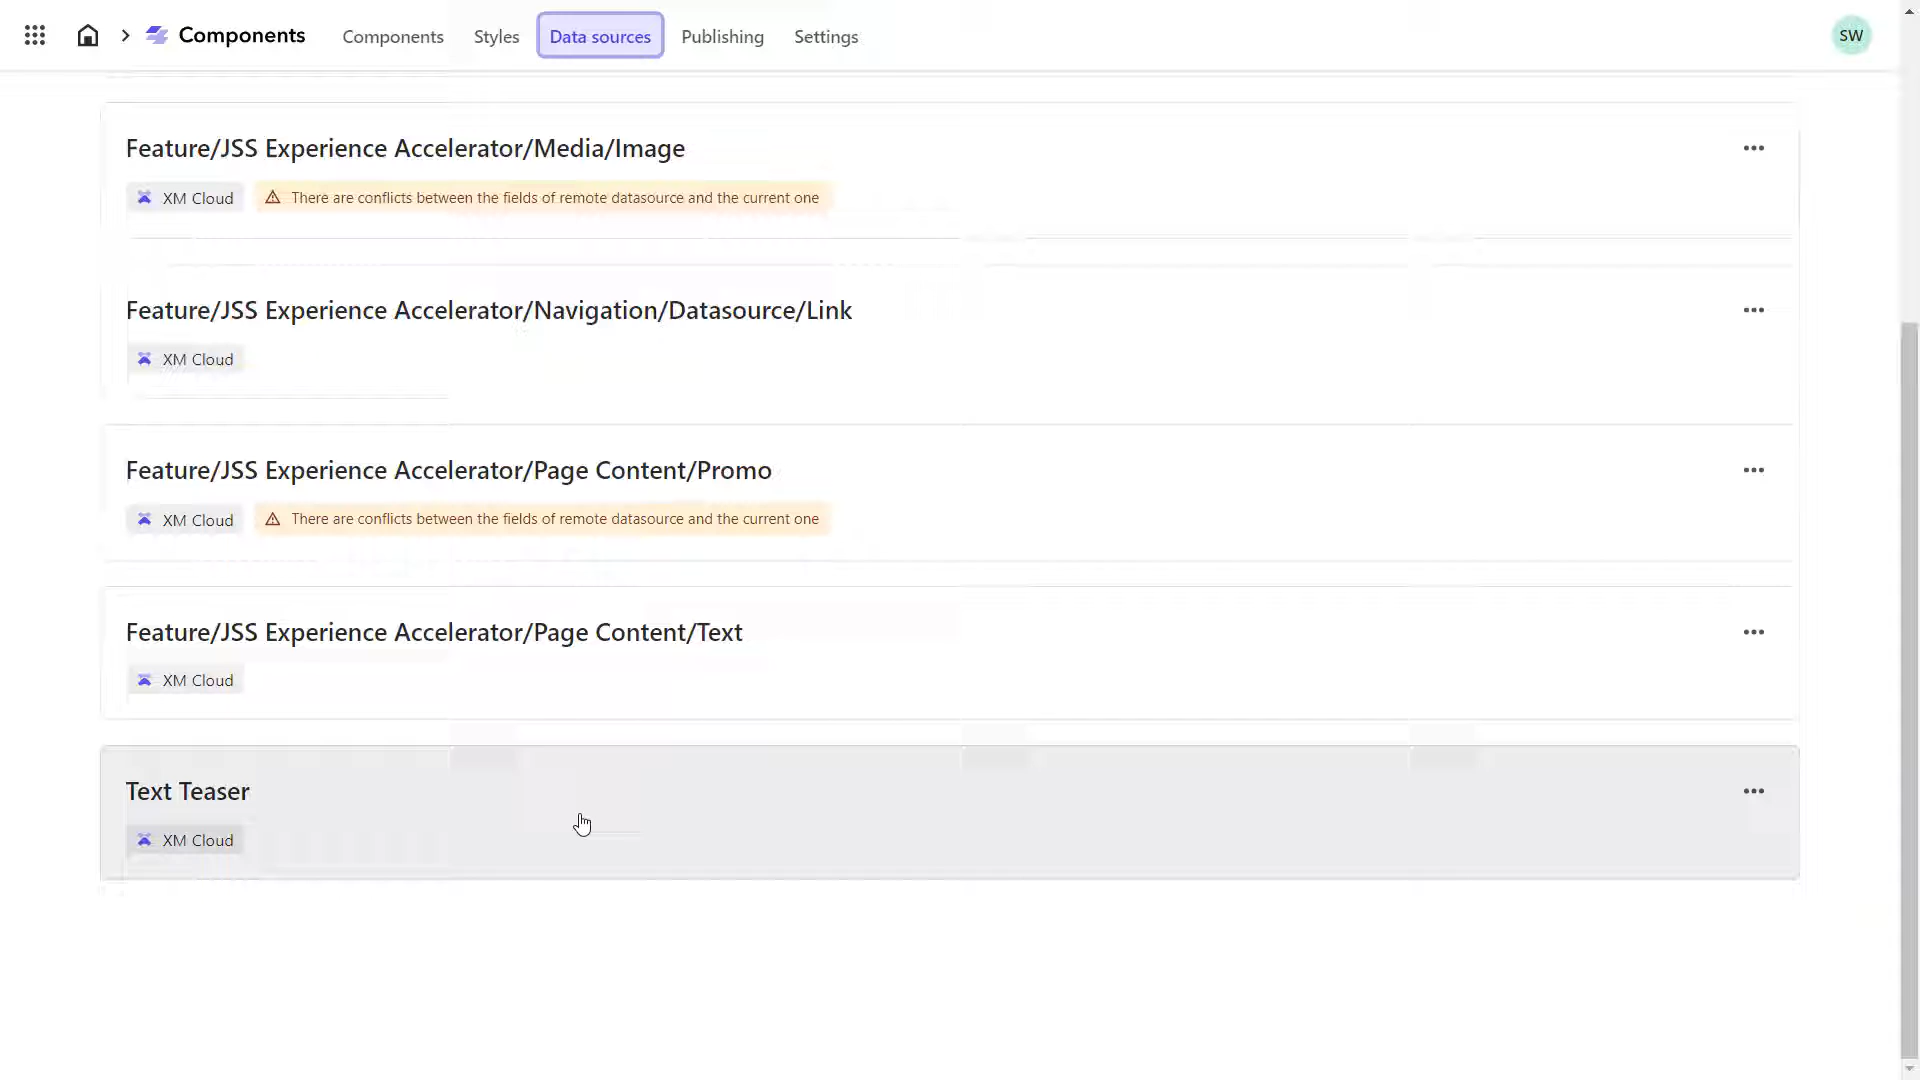 Components Components Styles Data sources Publishing Settings SW
Feature/JSS Experience Accelerator/Media/Image
XM Cloud There are conflicts between the fields of remote datasource and the current one
Feature/JSS Experience Accelerator/Navigation/Datasource/Link
XM Cloud
Feature/JSS Experience Accelerator/Page Content/Promo
XM Cloud There are conflicts between the fields of remote datasource and the current one
Feature/JSS Experience Accelerator/Page Content/Text
XM Cloud
Text Teaser
XM Cloud